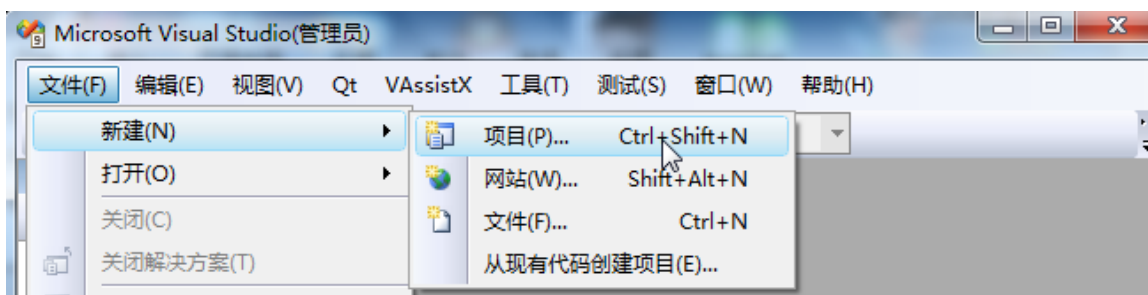 9 Microsoft Visual Studio(管理员)
文件(F) 编辑(E) 视图(V) Qt VAssistX 工具(T) 测试(S) 窗口(W) 帮助(H)
新建(N) 项目(P)... Ctrl+Shift+N
打开(O) 网站(W)... Shift+Alt+N
关闭(C) 文件(F)... Ctrl+N
关闭解决方案(T) 从现有代码创建项目(E)...